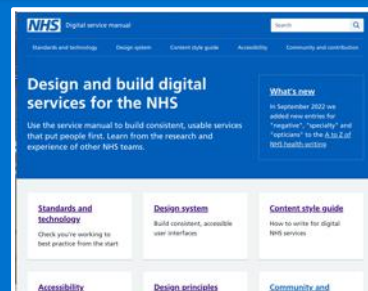 NHS Digital service manual
Search
Standards and technology Design system Content style guide Accessibility Community and contribution
Design and build digital
services for the NHS
Use the service manual to build consistent, usable services
that put people first. Learn from the research and
experience of other NHS teams.
What's new
In September 2022 we
added new entries for
"negative", "specialty" and
"opticians" to the A to Z of
NHS health writing
Standards and
technology
Check you're working to
best practice from the start
Design system
Build consistent, accessible
user interfaces
Content style guide
How to write for digital
NHS services
Accessibility
Design principles
Community and